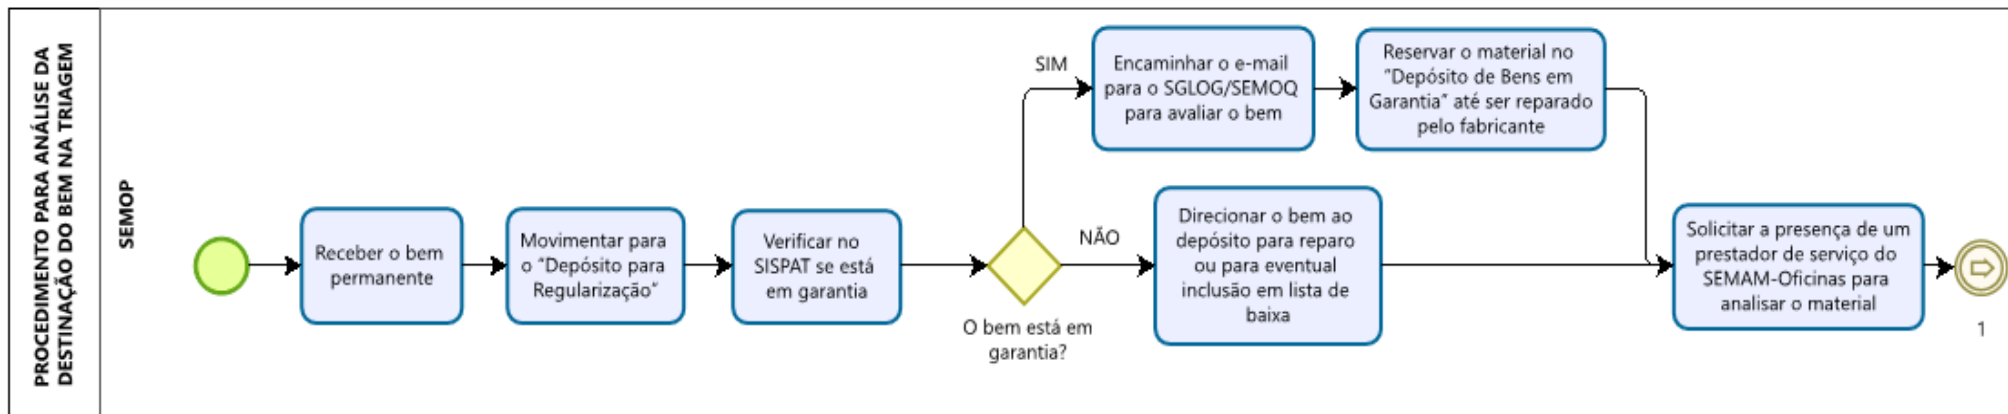 PROCEDIMENTO PARA ANÁLISE DA
DESTINAÇÃO DO BEM NA TRIAGEM
SEMOP
Receber o bem
permanente
Movimentar para
o “Depósito para
Regularização”
Verificar no
SISPAT se está
em garantia
O bem está em
garantia?
SIM
Encaminhar o e-mail
para o SGLOG/SEMOQ
para avaliar o bem
Reservar o material no
“Depósito de Bens em
Garantia” até ser reparado
pelo fabricante
NÃO
Direcionar o bem ao
depósito para reparo
ou para eventual
inclusão em lista de
baixa
Solicitar a presença de um
prestador de serviço do
SEMAM-Oficinas para
analisar o material
1